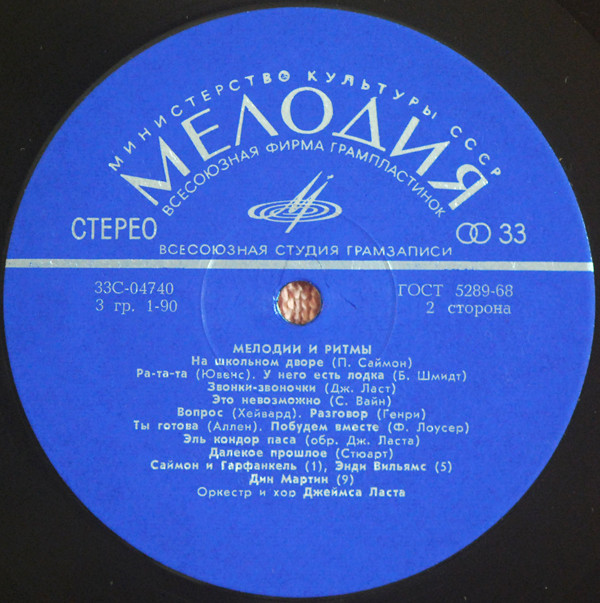 МИНИСТЕРСТВО КУЛЬТУРЫ СССР
МЕЛОДИЯ
ВСЕСОЮЗНАЯ ФИРМА ГРАМПЛАСТИНОК
СТЕРЕО
33
ВСЕСОЮЗНАЯ СТУДИЯ ГРАМЗАПИСИ
33С-04740
ГОСТ 5289-68
3 гр. 1-90
2 сторона
МЕЛОДИИ И РИТМЫ
На школьном дворе (П. Саймон)
Ра-та-та (Ювенс). У него есть лодка (Б. Шмидт)
Звонки-звоночки (Дж. Ласт)
Это невозможно (С. Вайн)
Вопрос (Хейвард). Разговор (Генри)
Ты готова (Аллен). Побудем вместе (Ф. Лоусер)
Эль кондор паса (обр. Дж. Ласта)
Далекое прошлое (Стюарт)
Саймон и Гарфанкель (1), Энди Вильямс (5)
Дин Мартин (9)
Оркестр и хор Джеймса Ласта